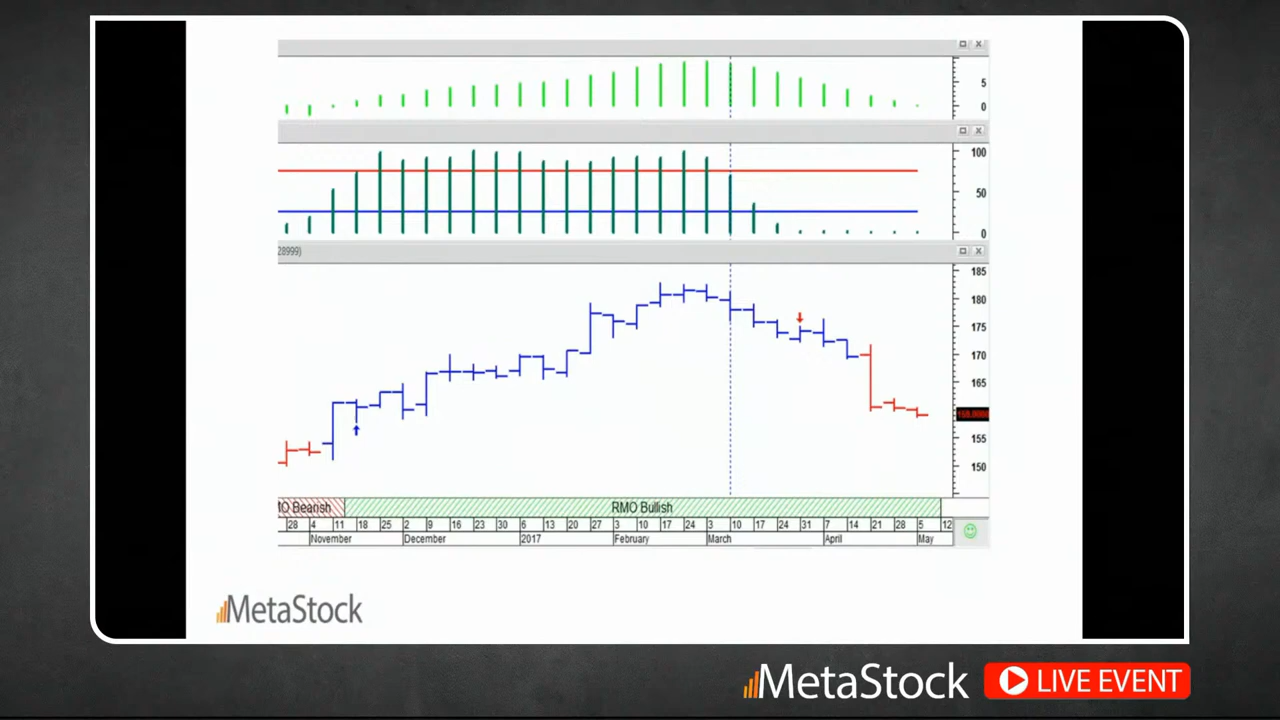 5
0
100
50
0
28999)
185
180
175
170
165
155
150
IO Bearish RMO Bullish
28 4 11 18 25 2 9 16 23 30 6 13 20 27 3 10 17 24 3 10 17 24 31 7 14 21 28 5 12
November December 2017 February March April May
MetaStock
MetaStock LIVE EVENT